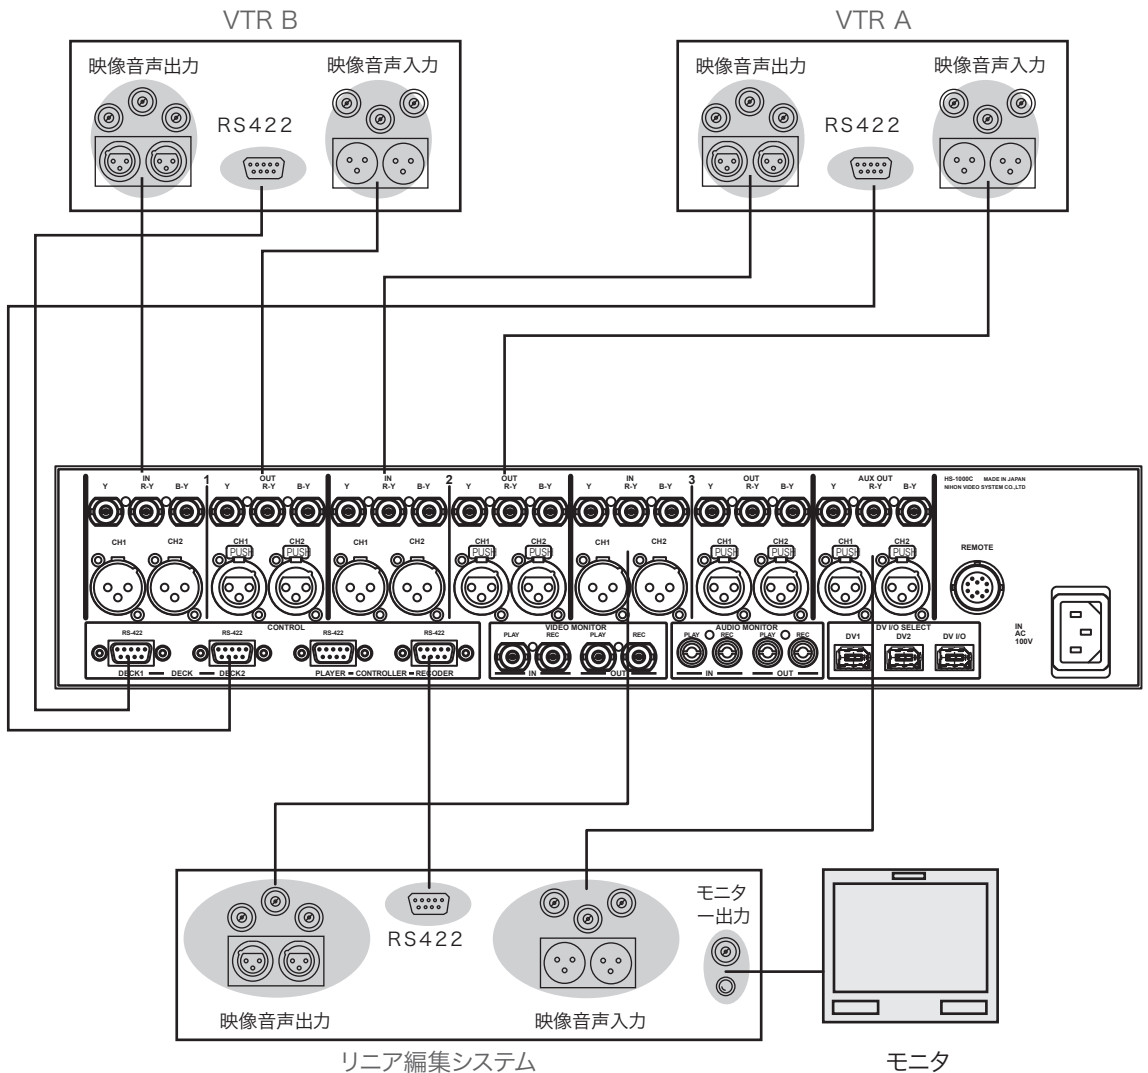 VTR B
VTR A
映像音声出力
映像音声入力
RS422
映像音声出力
映像音声入力
RS422
IN
Y R-Y B-Y
1
OUT
Y R-Y B-Y
IN
Y R-Y B-Y
2
OUT
Y R-Y B-Y
IN
Y R-Y B-Y
3
OUT
Y R-Y B-Y
AUX OUT
Y R-Y B-Y
HS-1000C MADE IN JAPAN
NIHON VIDEO SYSTEM CO.,LTD
CH1 CH2
CH1 CH2
PUSH PUSH
CH1 CH2
CH1 CH2
PUSH PUSH
CH1 CH2
CH1 CH2
PUSH PUSH
CH1 CH2
PUSH PUSH
REMOTE
IN
AC
100V
CONTROL
RS-422 RS-422 RS-422 RS-422
DECK1 DECK DECK2 PLAYER CONTROLLER RECODER
VIDEO MONITOR
PLAY REC PLAY REC
IN OUT
AUDIO MONITOR
PLAY REC PLAY REC
IN OUT
DV I/O SELECT
DV1 DV2 DV I/O
RS422
モニタ
ー出力
映像音声出力
映像音声入力
リニア編集システム
モニタ